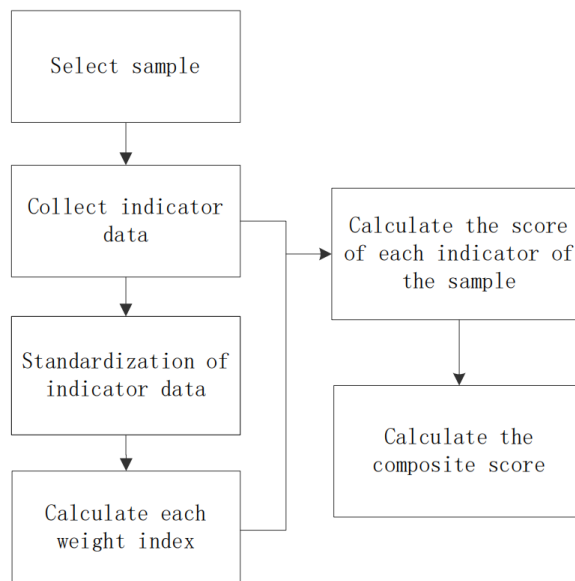 Select sample
Collect indicator
data
Standardization of
indicator data
Calculate each
weight index
Calculate the score
of each indicator of
the sample
Calculate the
composite score